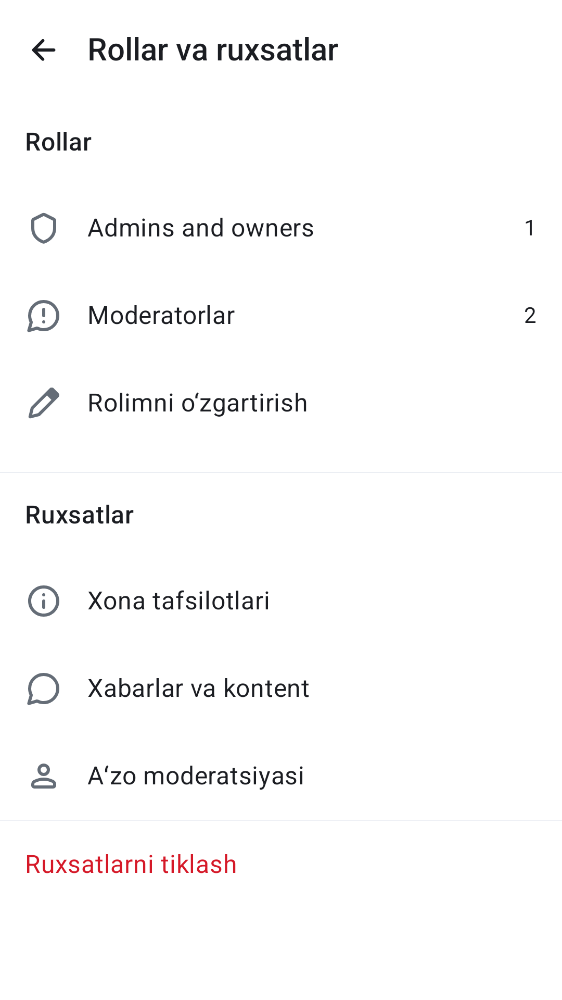 Rollar va ruxsatlar
Rollar
Admins and owners 1
Moderatorlar 2
Rolimni oʻzgartirish
Ruxsatlar
Xona tafsilotlari
Xabarlar va kontent
Aʻzo moderatsiyasi
Ruxsatlarni tiklash